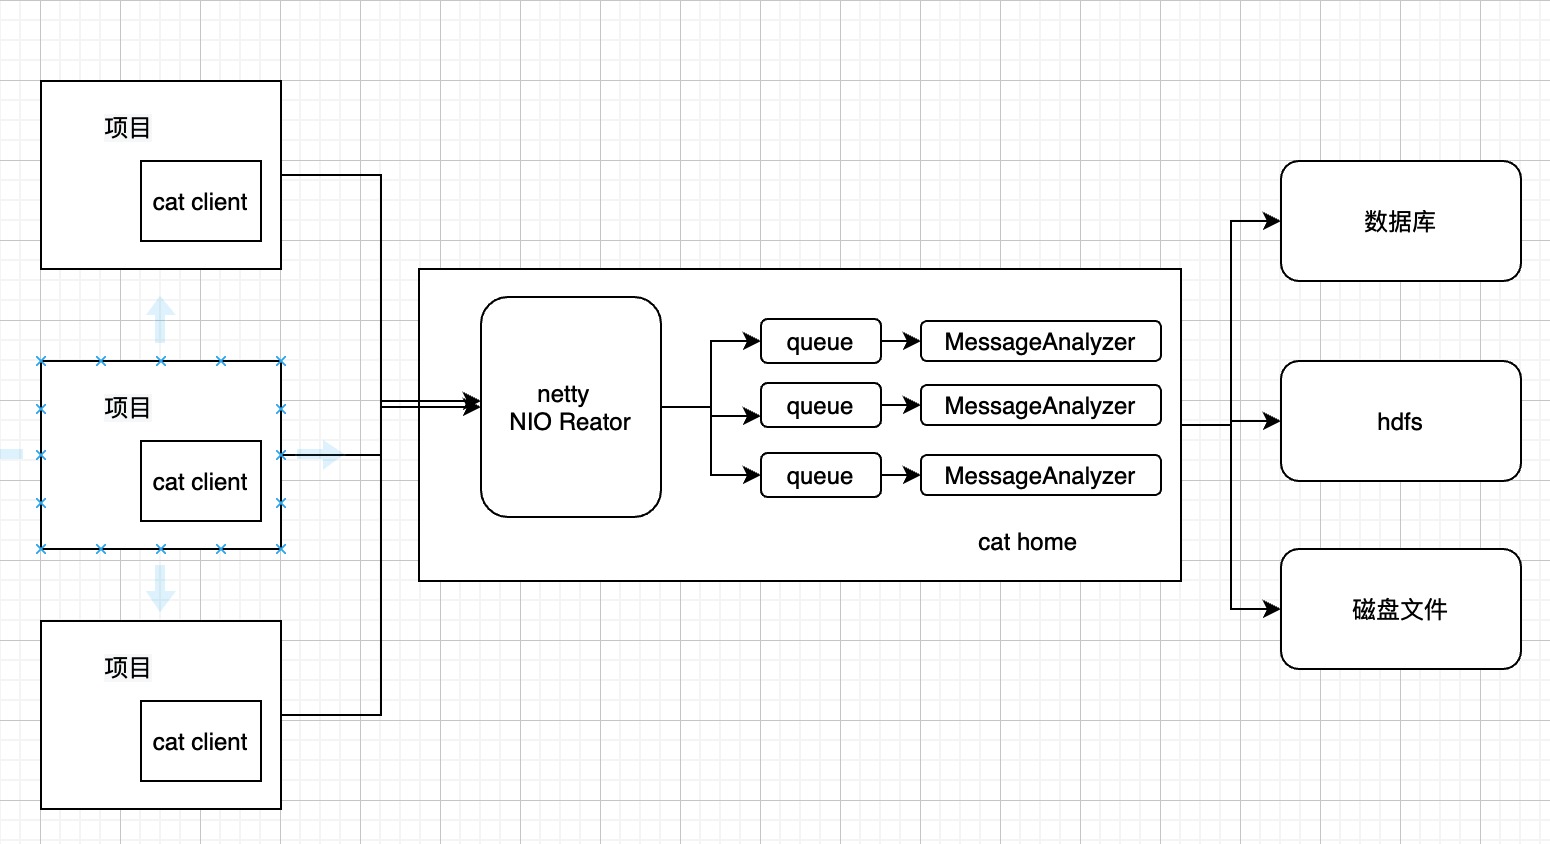 项目
cat client
项目
cat client
项目
cat client
netty
NIO Reator
queue
MessageAnalyzer
queue
MessageAnalyzer
queue
MessageAnalyzer
cat home
数据库
hdfs
磁盘文件